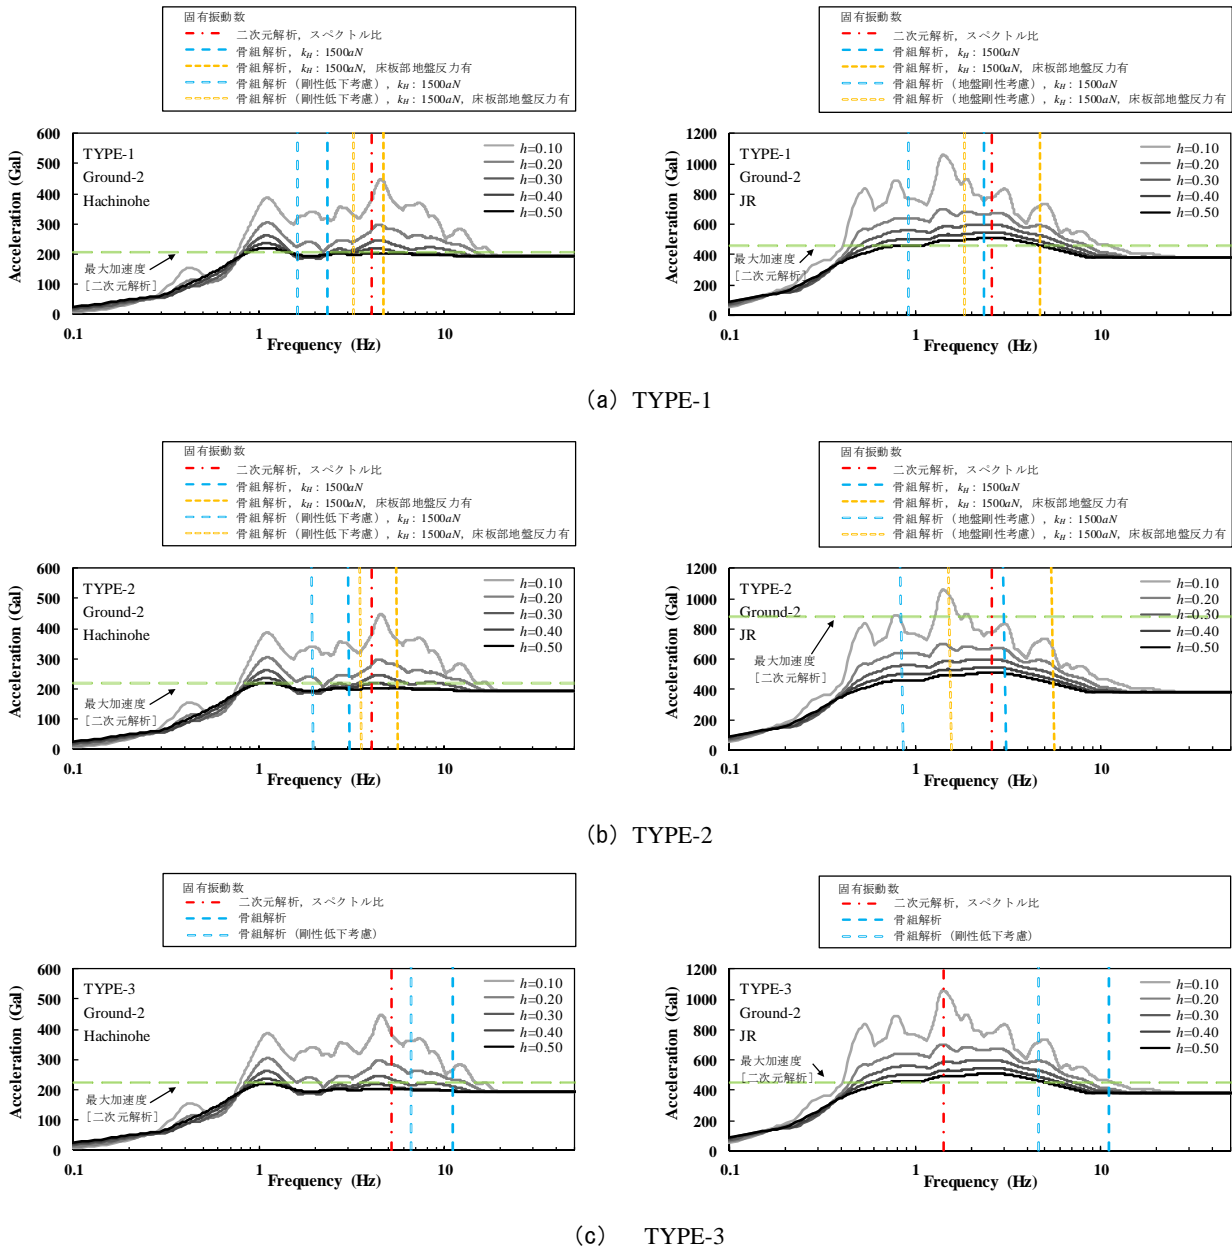 固有振動数
二次元解析, スペクトル比
骨組解析, kH : 1500aN
骨組解析, kH : 1500aN, 床板部地盤反力有
骨組解析（剛性低下考慮）, kH : 1500aN
骨組解析（剛性低下考慮）, kH : 1500aN, 床板部地盤反力有
Acceleration (Gal)
600
500
400
300
200
100
0
TYPE-1
Ground-2
Hachinohe
h=0.10
h=0.20
h=0.30
h=0.40
h=0.50
最大加速度
[二次元解析]
0.1
1
10
Frequency (Hz)
固有振動数
二次元解析, スペクトル比
骨組解析, kH : 1500aN
骨組解析, kH : 1500aN, 床板部地盤反力有
骨組解析（地盤剛性考慮）, kH : 1500aN
骨組解析（地盤剛性考慮）, kH : 1500aN, 床板部地盤反力有
Acceleration (Gal)
1200
1000
800
600
400
200
0
TYPE-1
Ground-2
JR
h=0.10
h=0.20
h=0.30
h=0.40
h=0.50
最大加速度
[二次元解析]
0.1
1
10
Frequency (Hz)
(a) TYPE-1
固有振動数
二次元解析, スペクトル比
骨組解析, kH : 1500aN
骨組解析, kH : 1500aN, 床板部地盤反力有
骨組解析（剛性低下考慮）, kH : 1500aN
骨組解析（剛性低下考慮）, kH : 1500aN, 床板部地盤反力有
Acceleration (Gal)
600
500
400
300
200
100
0
TYPE-2
Ground-2
Hachinohe
h=0.10
h=0.20
h=0.30
h=0.40
h=0.50
最大加速度
[二次元解析]
0.1
1
10
Frequency (Hz)
固有振動数
二次元解析, スペクトル比
骨組解析, kH : 1500aN
骨組解析, kH : 1500aN, 床板部地盤反力有
骨組解析（地盤剛性考慮）, kH : 1500aN
骨組解析（地盤剛性考慮）, kH : 1500aN, 床板部地盤反力有
Acceleration (Gal)
1200
1000
800
600
400
200
0
TYPE-2
Ground-2
JR
h=0.10
h=0.20
h=0.30
h=0.40
h=0.50
最大加速度
[二次元解析]
0.1
1
10
Frequency (Hz)
(b) TYPE-2
固有振動数
二次元解析, スペクトル比
骨組解析
骨組解析（剛性低下考慮）
Acceleration (Gal)
600
500
400
300
200
100
0
TYPE-3
Ground-2
Hachinohe
h=0.10
h=0.20
h=0.30
h=0.40
h=0.50
最大加速度
[二次元解析]
0.1
1
10
Frequency (Hz)
固有振動数
二次元解析, スペクトル比
骨組解析
骨組解析（剛性低下考慮）
Acceleration (Gal)
1200
1000
800
600
400
200
0
TYPE-3
Ground-2
JR
h=0.10
h=0.20
h=0.30
h=0.40
h=0.50
最大加速度
[二次元解析]
0.1
1
10
Frequency (Hz)
(c) TYPE-3